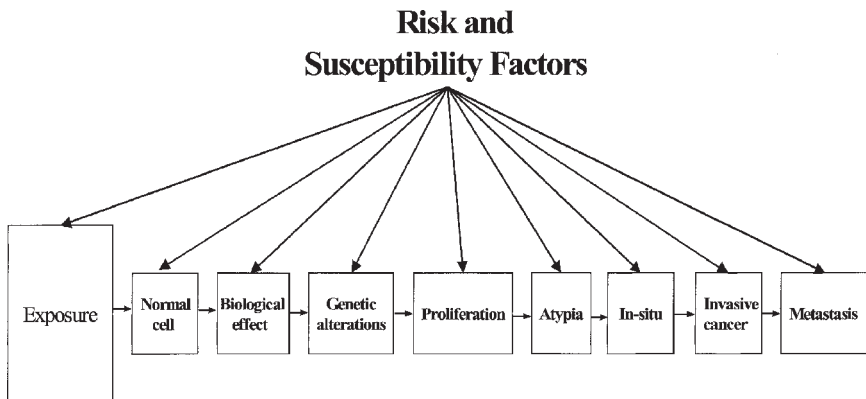 Risk and
Susceptibility Factors
Exposure
Normal
cell
Biological
effect
Genetic
alterations
Proliferation
Atypia
In-situ
Invasive
cancer
Metastasis